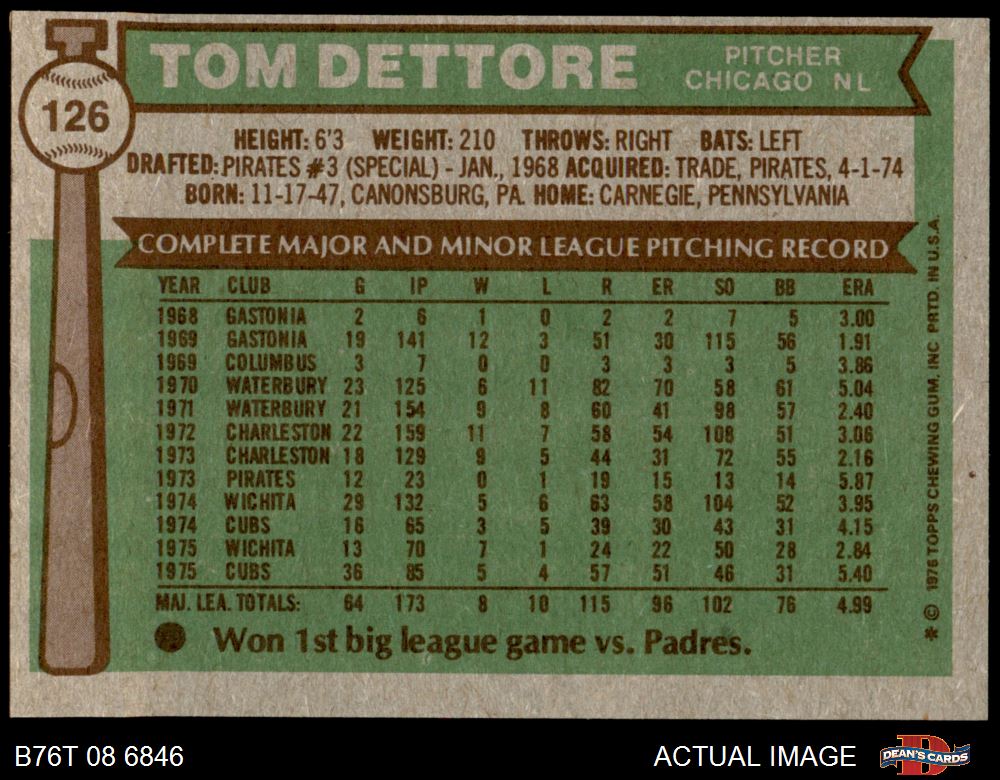 126
TOM DETTORE
PITCHER
CHICAGO NL
HEIGHT: 6'3 WEIGHT: 210 THROWS: RIGHT BATS: LEFT
DRAFTED: PIRATES #3 (SPECIAL) - JAN., 1968 ACQUIRED: TRADE, PIRATES, 4-1-74
BORN: 11-17-47, CANONSBURG, PA. HOME: CARNEGIE, PENNSYLVANIA
COMPLETE MAJOR AND MINOR LEAGUE PITCHING RECORD
YEAR CLUB G IP W L R ER SO BB ERA
1968 GASTONIA 2 6 1 0 2 2 7 5 3.00
1969 GASTONIA 19 141 12 3 51 30 115 56 1.91
1969 COLUMBUS 3 7 0 0 3 3 3 5 3.86
1970 WATERBURY 23 125 6 11 82 70 58 61 5.04
1971 WATERBURY 21 154 9 8 60 41 98 57 2.40
1972 CHARLESTON 22 159 11 7 58 54 108 51 3.06
1973 CHARLESTON 18 129 9 5 44 31 72 55 2.16
1973 PIRATES 12 23 0 1 19 15 13 14 5.87
1974 WICHITA 29 132 5 6 63 58 104 52 3.95
1974 CUBS 16 65 3 5 39 30 43 31 4.15
1975 WICHITA 13 70 7 1 24 22 50 28 2.84
1975 CUBS 36 85 5 4 57 51 46 31 5.40
MAJ. LEA. TOTALS: 64 173 8 10 115 96 102 76 4.99
Won 1st big league game vs. Padres.
* © 1976 TOPPS CHEWING GUM, INC PRTD. IN U.S.A.
B76T 08 6846
ACTUAL IMAGE
DEAN'S CARDS